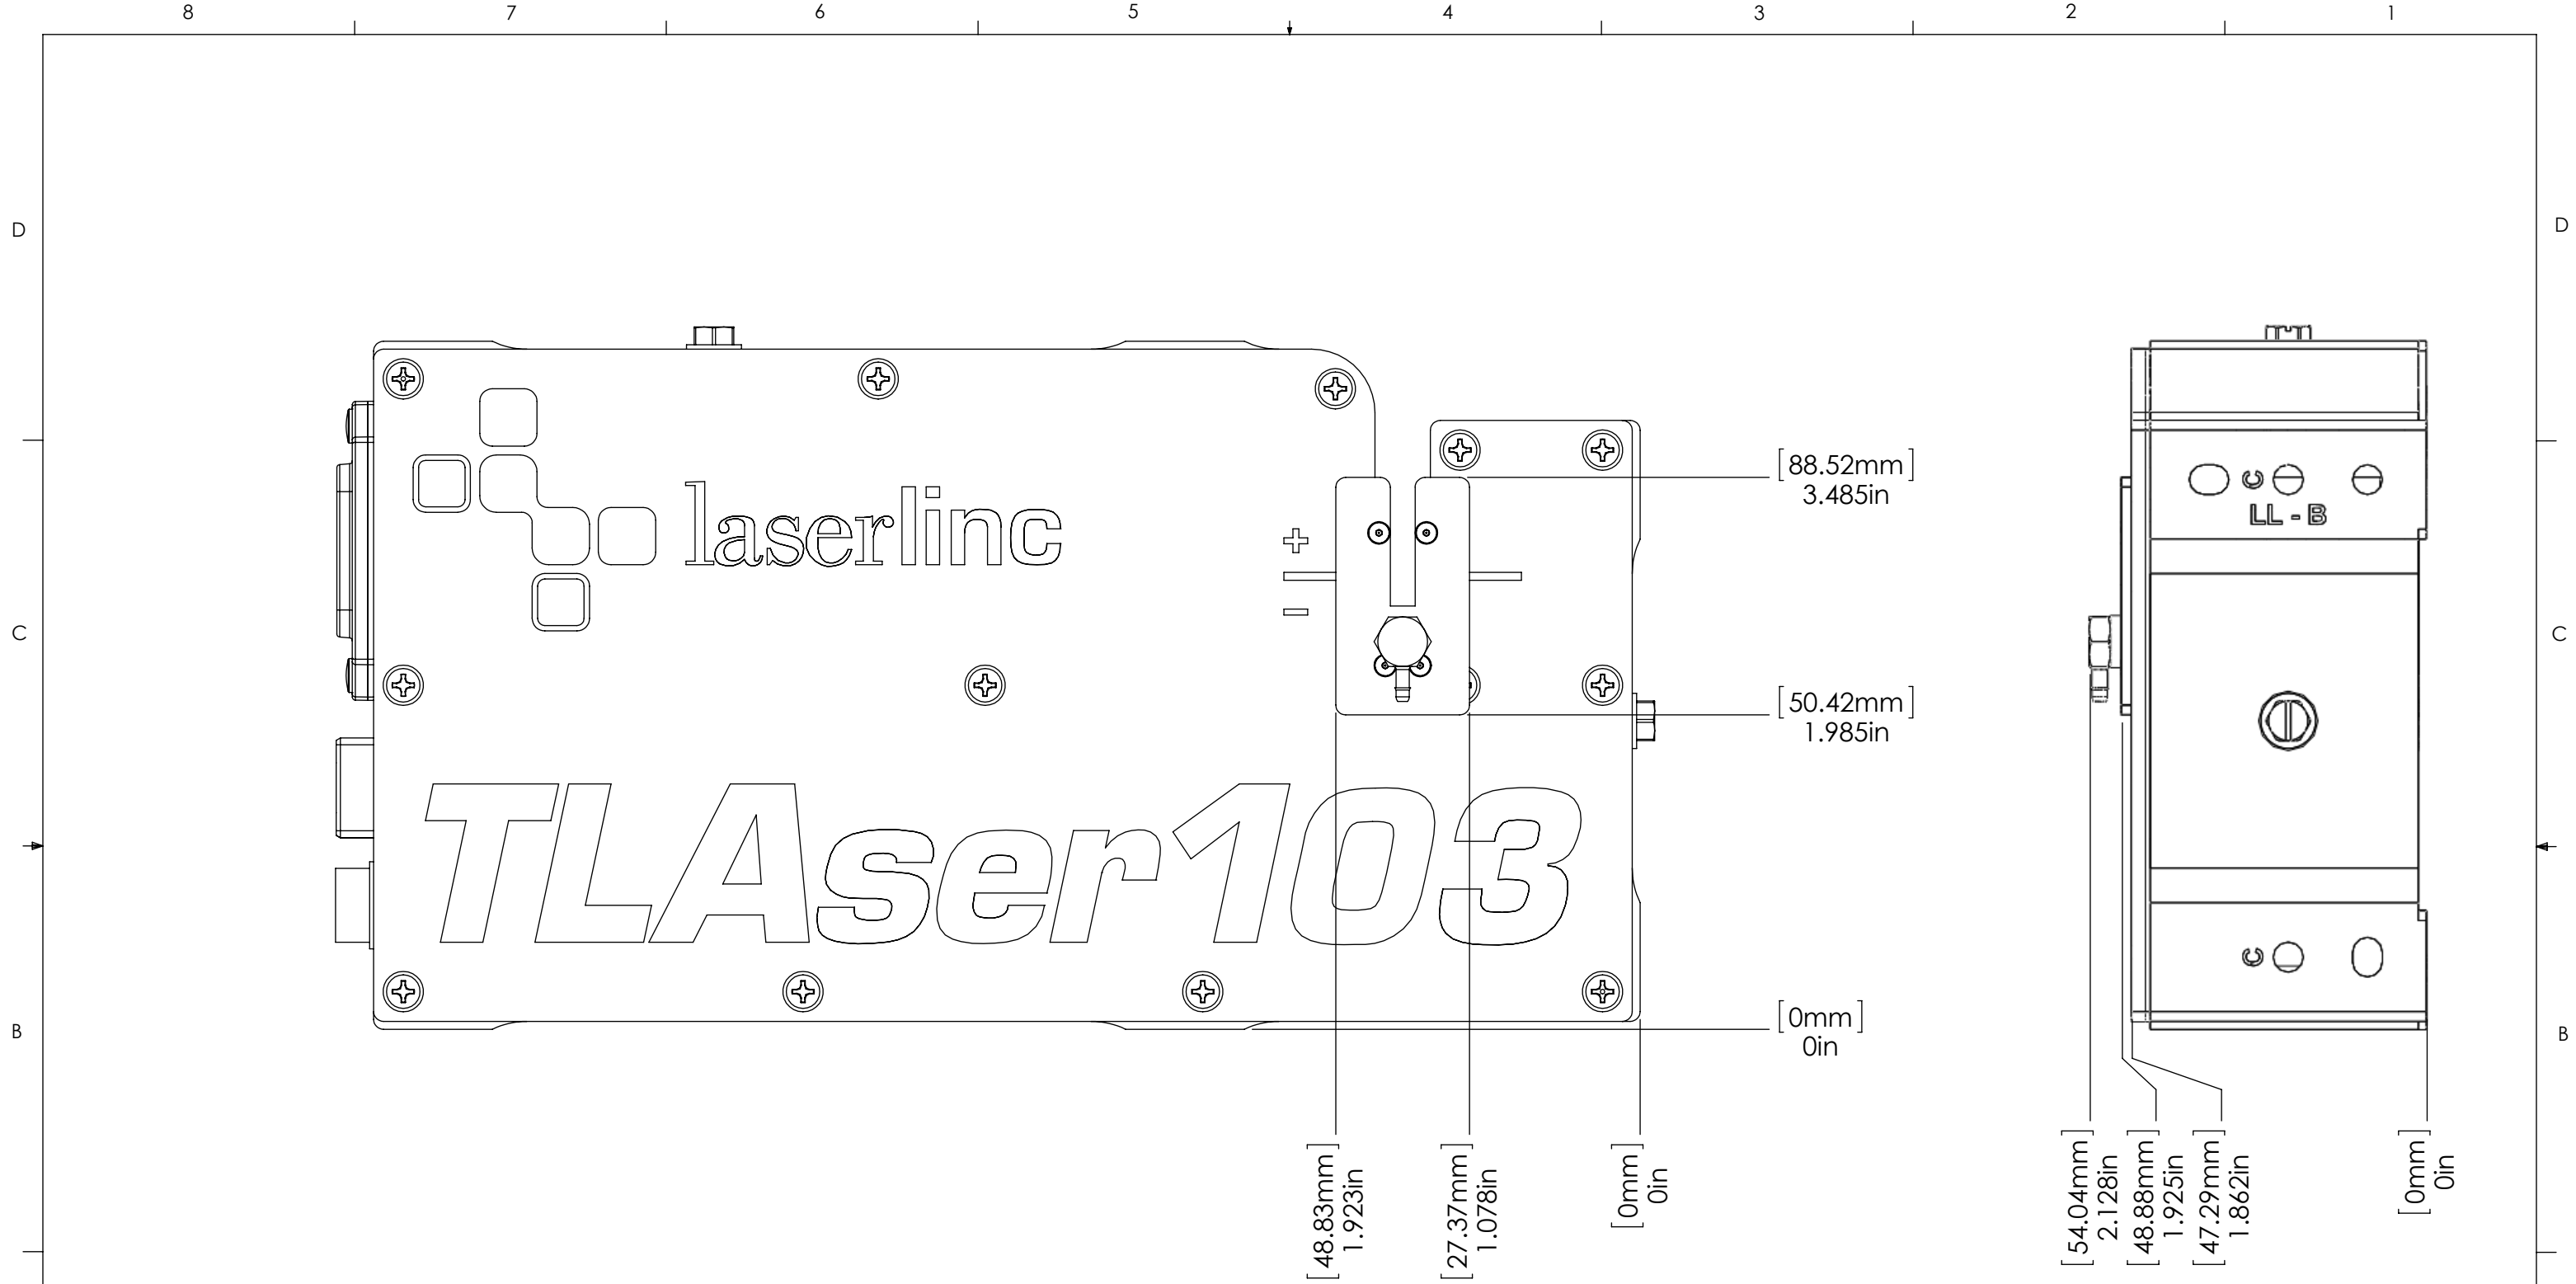 8 7 6 5 4 3 2 1
D D
laserlinc
[88.52mm]
3.485in
C
LL - B
+
−
C C
[50.42mm]
1.985in
TLAser103
C
B B
[0mm]
0in
[48.83mm]
1.923in
[27.37mm]
1.078in
[0mm]
0in
[54.04mm]
2.128in
[48.88mm]
1.925in
[47.29mm]
1.862in
[0mm]
0in